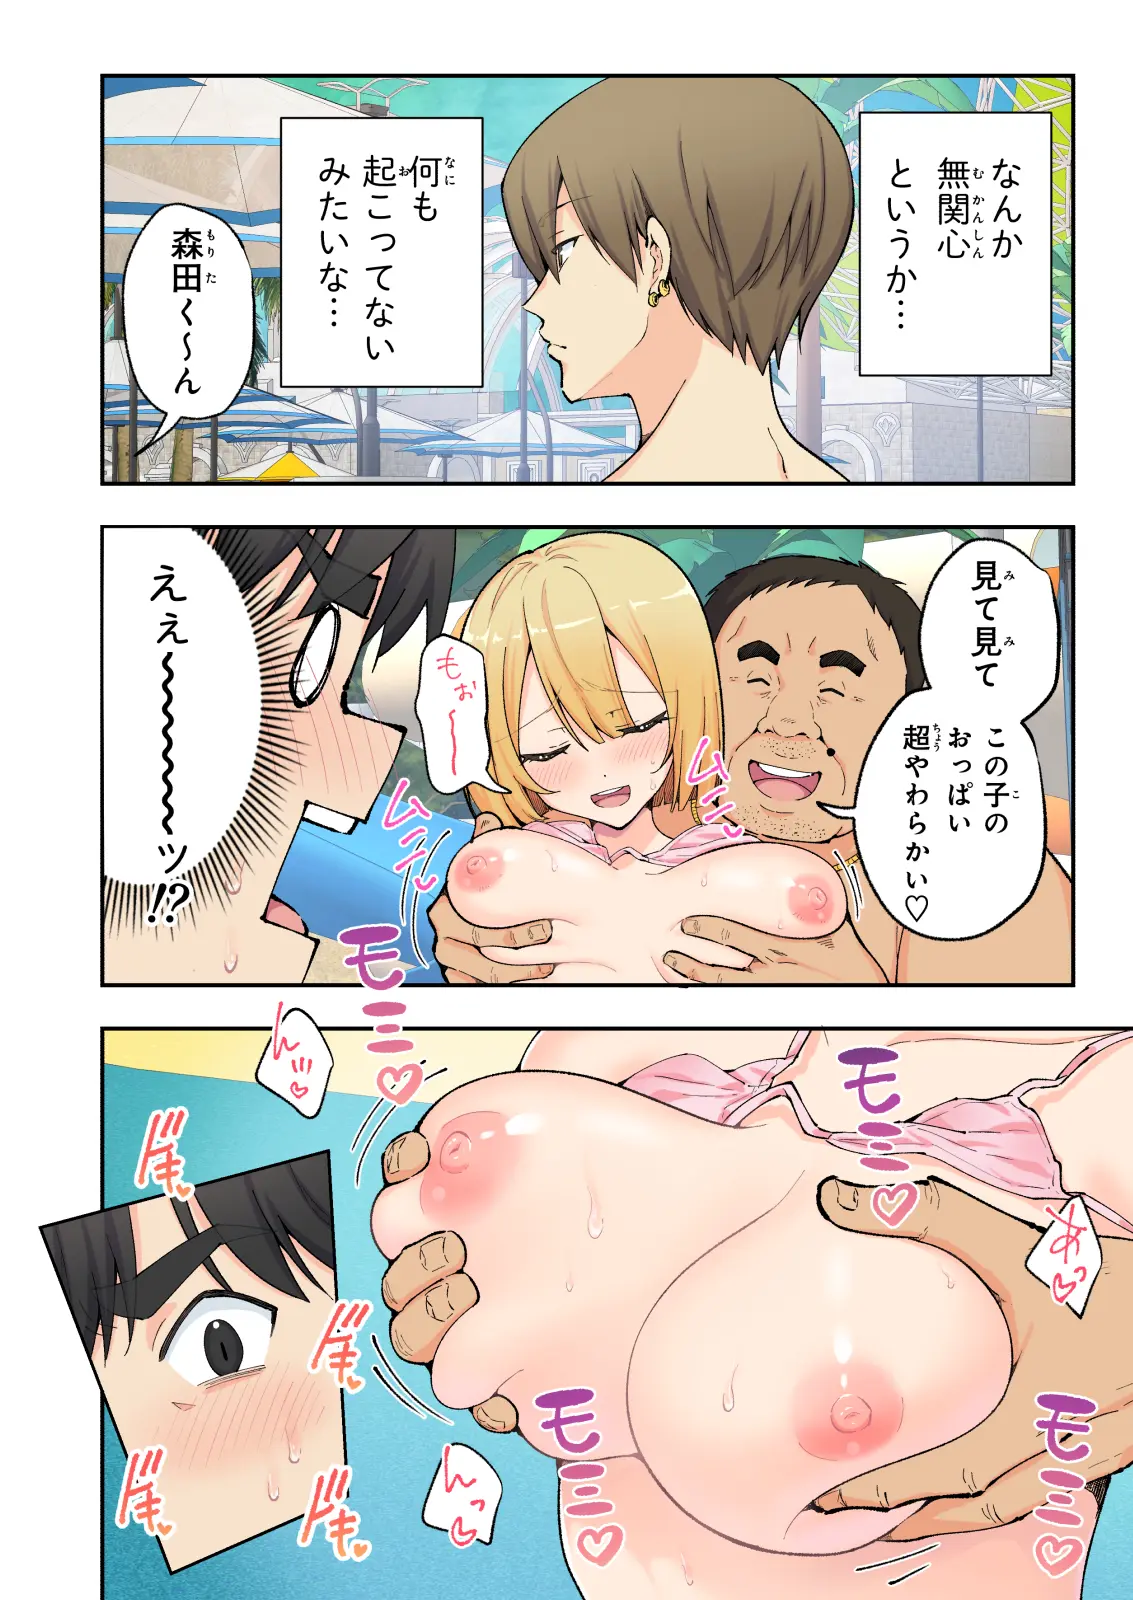 なんか
無関心
というか…
何も
起こってない
みたいな…
森田～～ん
見て見て
この子の
おっぱい
超やわらかい♡
もぉ～
ムニ♡
ムニ♡
ええ～～～～～ッ!?
モミ♡
んッ♡
モミ♡
あっ♡
ドキ♡
ドキ♡
モミ♡
んっ♡
モミ♡
ドキ♡
ドキ♡